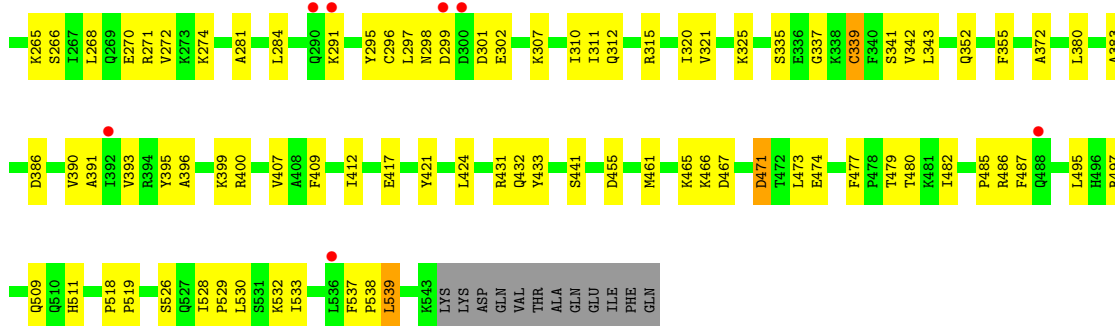 K265 S266 I267 L268 Q269 E270 R271 V272 K273 K274 A281 L284 Q290 K291 Y295 C296 L297 N298 D299 D300 D301 E302 K307 I310 I311 Q312 R315 I320 V321 K325 S335 E336 G337 K338 C339 F340 S341 V342 L343 Q352 F355 A372 L380 A383
D386 V390 A391 I392 V393 R394 Y395 A396 K399 R400 V407 A408 F409 I412 E417 Y421 L424 R431 Q432 Y433 S441 D455 M461 K465 K466 D467 D471 T472 L473 E474 F477 P478 T479 T480 K481 I482 P485 R486 F487 Q488 L495 H496
Q509 Q510 H511 P518 P519 S526 Q527 I528 P529 L530 S531 K532 I533 L536 F537 P538 L539 K543 LYS LYS ASP GLN VAL THR ALA GLN GLU ILE PHE GLN